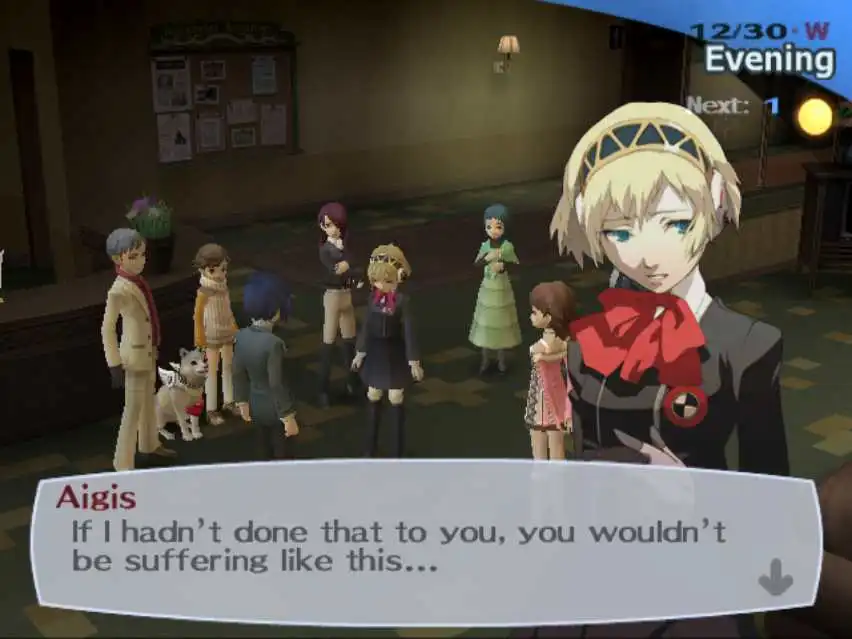 12/30 · W
Evening
Next: 1
Aigis
If I hadn't done that to you, you wouldn't
be suffering like this...